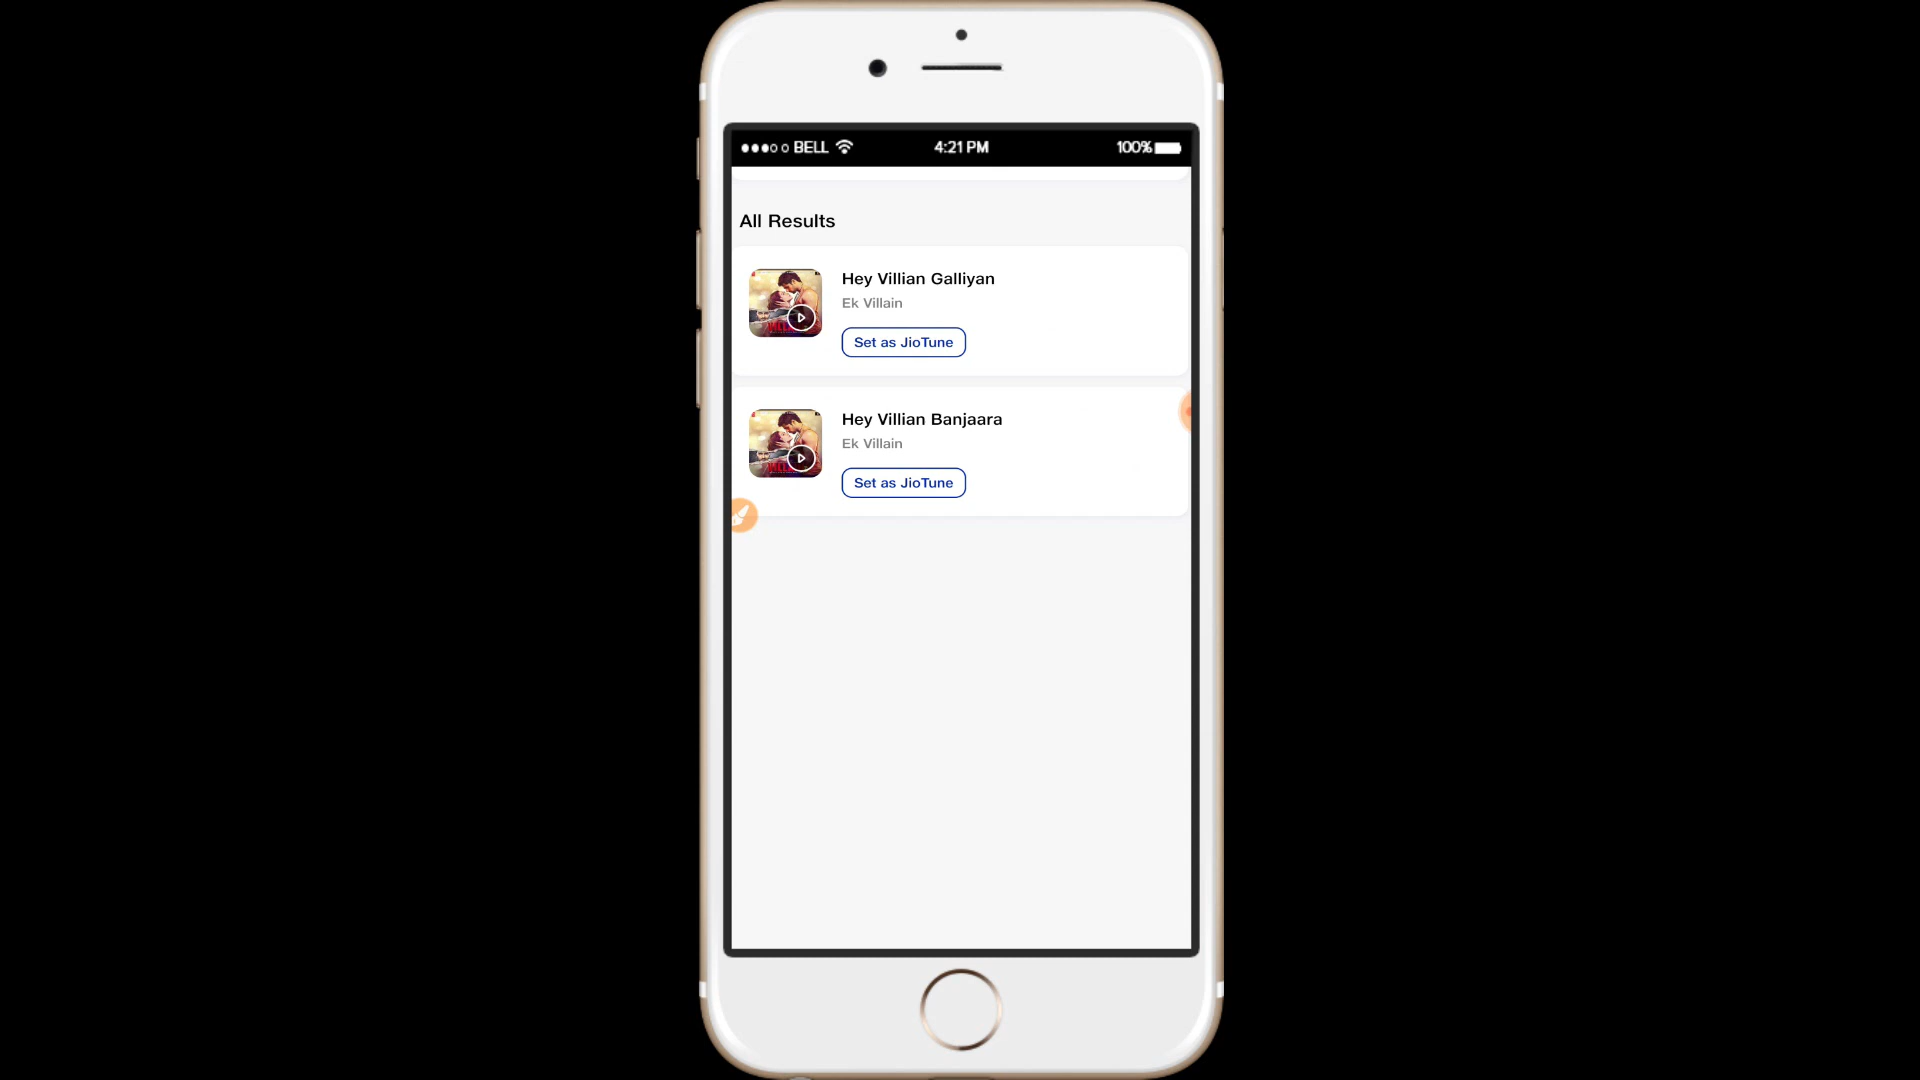 BELL 4:21 PM 100%
All Results
Hey Villian Galliyan
Ek Villain
Set as JioTune
Hey Villian Banjaara
Ek Villain
Set as JioTune